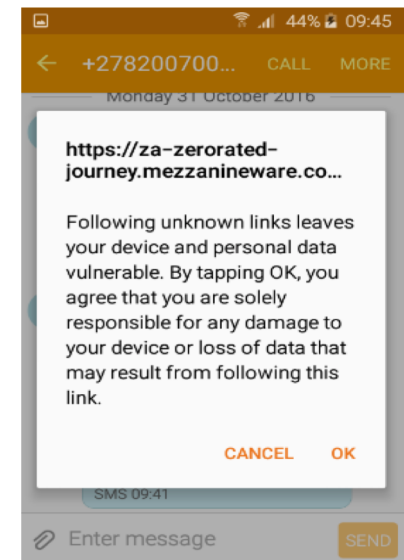 44% 09:45
+278200700... CALL MORE
Monday 31 October 2016
https://za-zerorated-
journey.mezzanineware.co...
Following unknown links leaves
your device and personal data
vulnerable. By tapping OK, you
agree that you are solely
responsible for any damage to
your device or loss of data that
may result from following this
link.
CANCEL OK
SMS 09:41
Enter message SEND